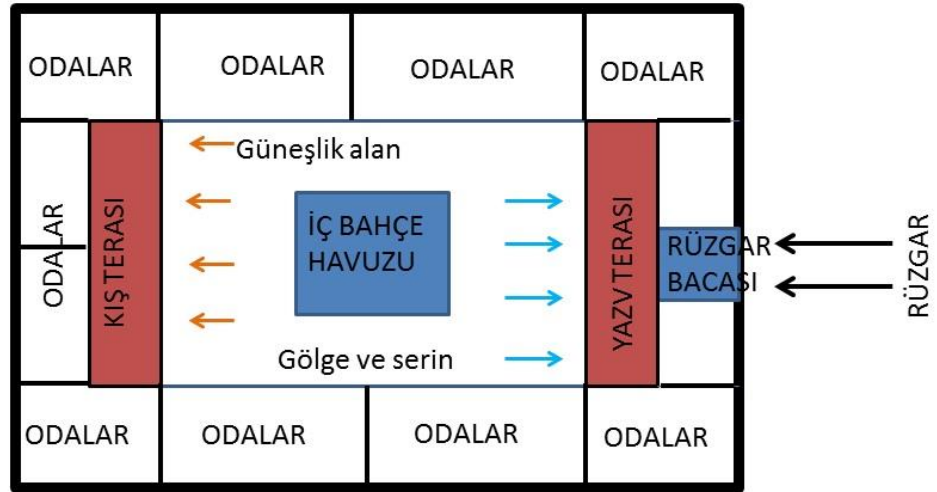 ODALAR
ODALAR
ODALAR
ODALAR
Güneşlik alan
ODALAR
KIŞ TERASI
İÇ BAHÇE
HAVUZU
YAZV TERASI
RÜZGAR
BACASI
RÜZGAR
Gölge ve serin
ODALAR
ODALAR
ODALAR
ODALAR